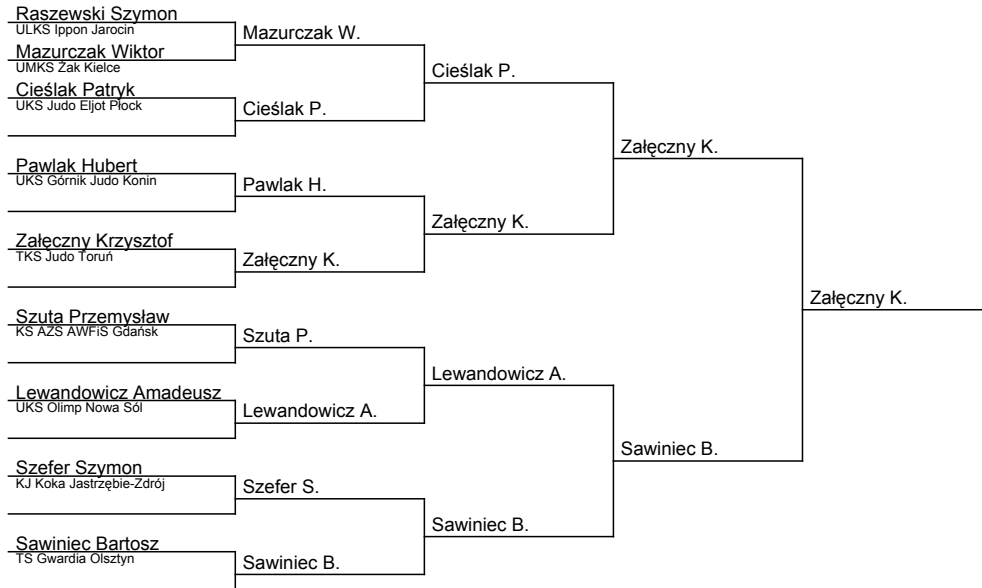 Raszewski Szymon
ULKS Ippon Jarocin
Mazurczak Wiktor
UMKS Żak Kielce
Cieślak Patryk
UKS Judo Eljot Płock
Pawlak Hubert
UKS Górnik Judo Konin
Załęczny Krzysztof
TKS Judo Toruń
Szuta Przemysław
KS AZS AWFiS Gdańsk
Lewandowicz Amadeusz
UKS Olimp Nowa Sól
Szefer Szymon
KJ Koka Jastrzębie-Zdrój
Sawiniec Bartosz
TS Gwardia Olsztyn
Mazurczak W.
Cieślak P.
Pawlak H.
Załęczny K.
Szuta P.
Lewandowicz A.
Szefer S.
Sawiniec B.
Cieślak P.
Załęczny K.
Lewandowicz A.
Sawiniec B.
Załęczny K.
Sawiniec B.
Załęczny K.